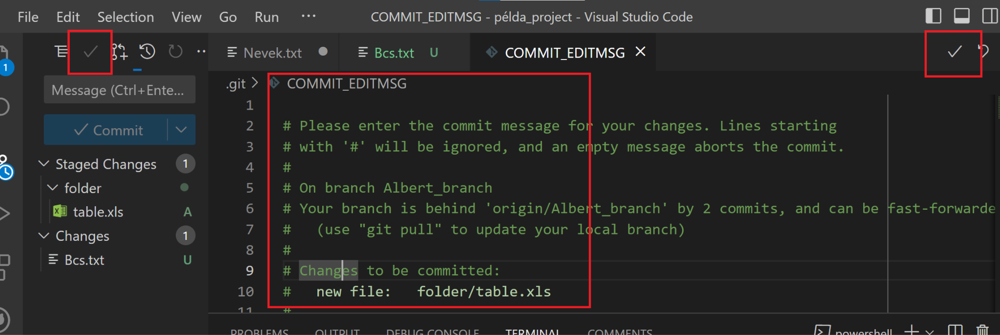 File Edit Selection View Go Run ... COMMIT_EDITMSG - példa_project - Visual Studio Code
Nevek.txt
Bcs.txt U
COMMIT_EDITMSG
1
Message (Ctrl+Ente...
Commit
Staged Changes 1
folder
table.xls A
Changes 1
Bcs.txt U
.git > COMMIT_EDITMSG
1
2 # Please enter the commit message for your changes. Lines starting
3 # with '#' will be ignored, and an empty message aborts the commit.
4 #
5 # On branch Albert_branch
6 # Your branch is behind 'origin/Albert_branch' by 2 commits, and can be fast-forwarde
7 #   (use "git pull" to update your local branch)
8 #
9 # Changes to be committed:
10 #   new file:   folder/table.xls
11 #
PROBLEMS OUTPUT DEBUG CONSOLE TERMINAL COMMENTS powershell